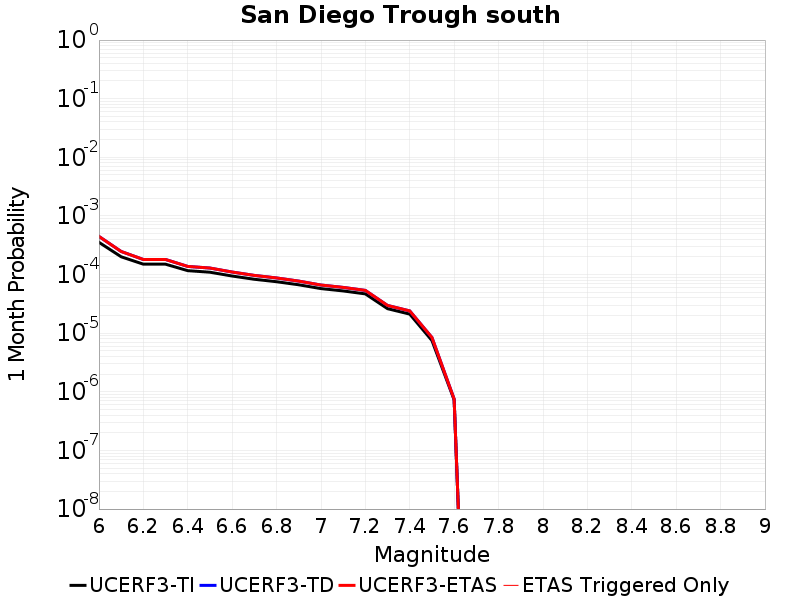 San Diego Trough south
10^0
10^-1
10^-2
10^-3
10^-4
10^-5
10^-6
10^-7
10^-8
1 Month Probability
6 6.2 6.4 6.6 6.8 7 7.2 7.4 7.6 7.8 8 8.2 8.4 8.6 8.8 9
Magnitude
UCERF3-TI UCERF3-TD UCERF3-ETAS ETAS Triggered Only